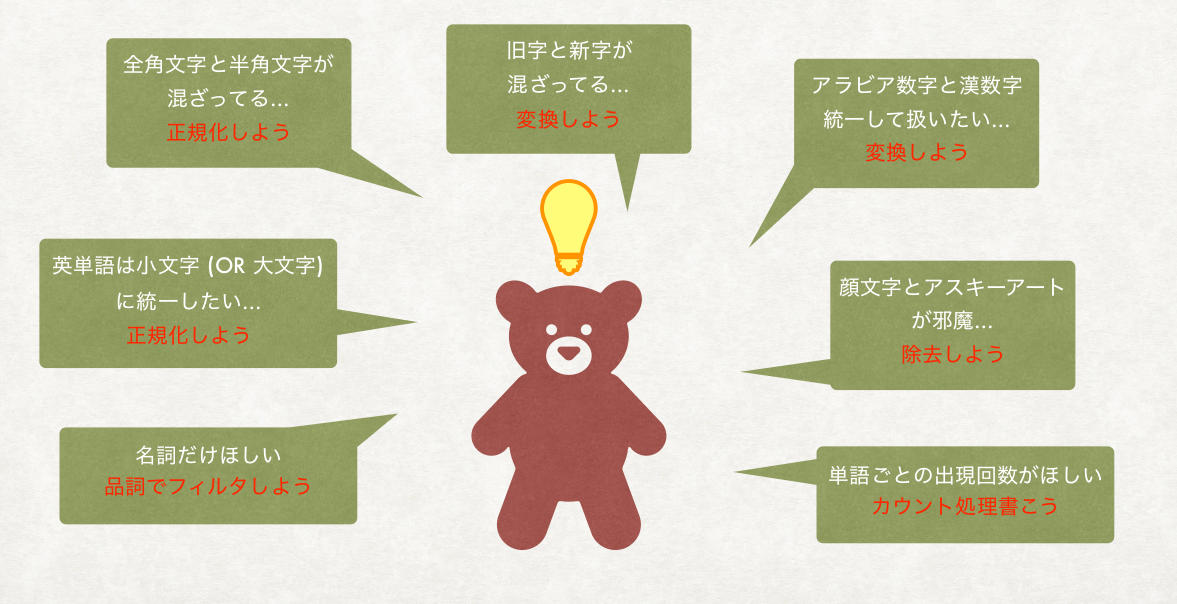 全角文字と半角文字が
混ざってる...
正規化しよう
旧字と新字が
混ざってる...
変換しよう
アラビア数字と漢数字
統一して扱いたい...
変換しよう
英単語は小文字 (OR 大文字)
に統一したい...
正規化しよう
顔文字とアスキーアート
が邪魔...
除去しよう
名詞だけほしい
品詞でフィルタしよう
単語ごとの出現回数がほしい
カウント処理書こう